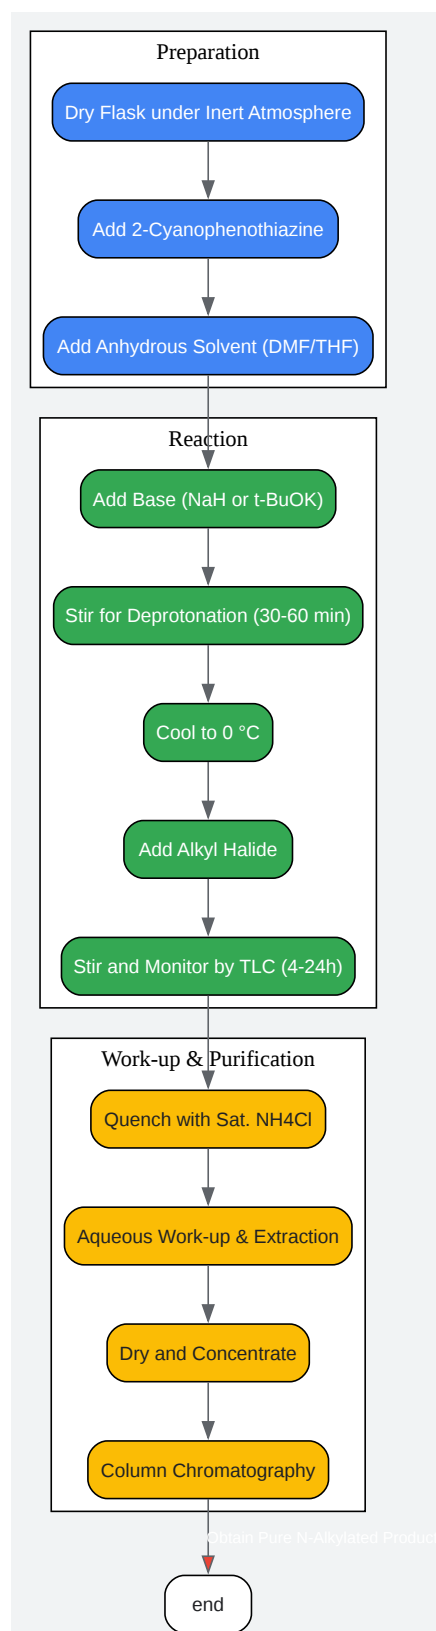 Preparation
Dry Flask under Inert Atmosphere
Add 2-Cyanophenothiazine
Add Anhydrous Solvent (DMF/THF)
Reaction
Add Base (NaH or t-BuOK)
Stir for Deprotonation (30-60 min)
Cool to 0 °C
Add Alkyl Halide
Stir and Monitor by TLC (4-24h)
Work-up & Purification
Quench with Sat. NH4Cl
Aqueous Work-up & Extraction
Dry and Concentrate
Column Chromatography
Obtain Pure N-Alkylated Product
end